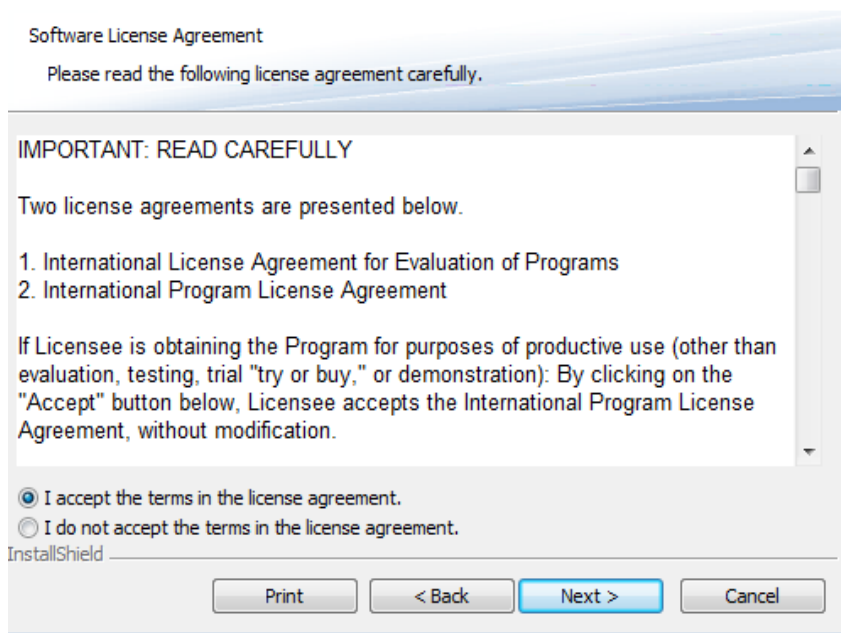 Software License Agreement
Please read the following license agreement carefully.
IMPORTANT: READ CAREFULLY
Two license agreements are presented below.
1. International License Agreement for Evaluation of Programs
2. International Program License Agreement
If Licensee is obtaining the Program for purposes of productive use (other than
evaluation, testing, trial "try or buy," or demonstration): By clicking on the
"Accept" button below, Licensee accepts the International Program License
Agreement, without modification.
I accept the terms in the license agreement.
I do not accept the terms in the license agreement.
InstallShield
Print
< Back
Next >
Cancel